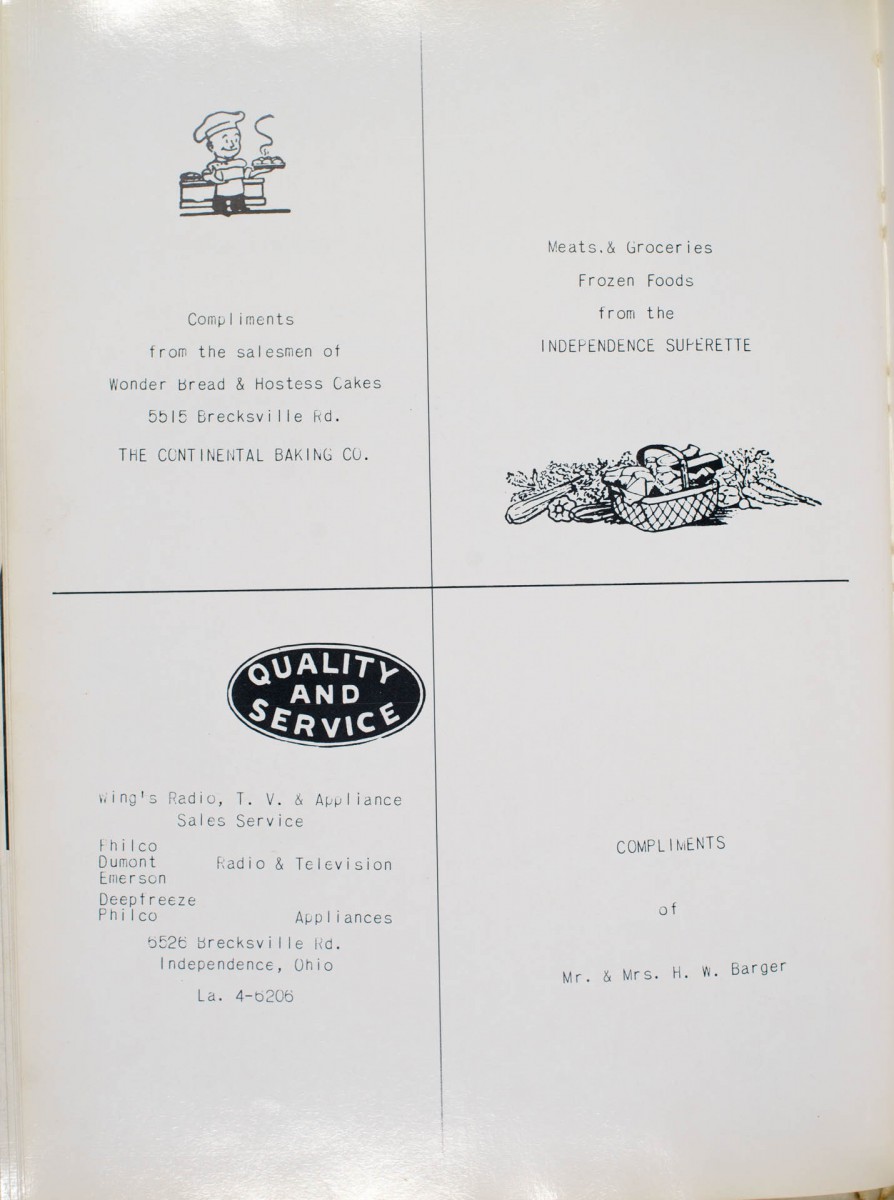 Compliments
from the salesmen of
Wonder Bread & Hostess Cakes
5515 Brecksville Rd.
THE CONTINENTAL BAKING CO.
Meats.& Groceries
Frozen Foods
from the
INDEPENDENCE SUPERETTE
QUALITY
AND
SERVICE
Wing's Radio, T. V. & Appliance
Sales Service
Philco
Dumont Radio & Television
Emerson
Deepfreeze
Philco Appliances
6526 Brecksville Rd.
Independence, Ohio
La. 4-6206
COMPLIMENTS
of
Mr. & Mrs. H. W. Barger